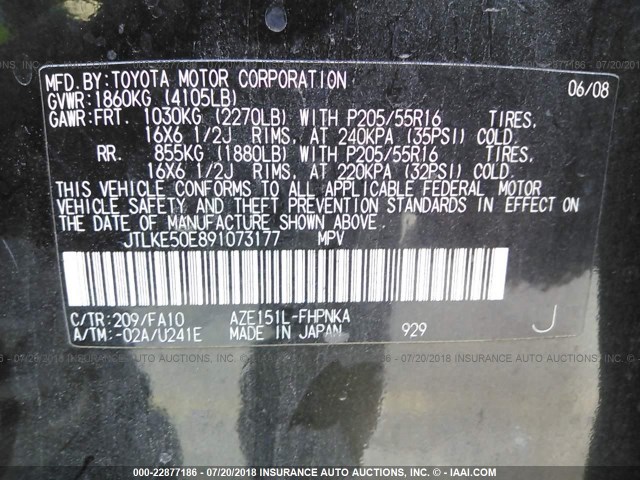 MFD.BY:TOYOTA MOTOR CORPORATION 06/08
GVWR:1860KG (4105LB)
GAWR:FRT. 1030KG (2270LB) WITH P205/55R16 TIRES,
16X6 1/2J RIMS, AT 240KPA (35PSI) COLD.
RR. 855KG (1880LB) WITH P205/55R16 TIRES,
16X6 1/2J RIMS, AT 220KPA (32PSI) COLD.
THIS VEHICLE CONFORMS TO ALL APPLICABLE FEDERAL MOTOR
VEHICLE SAFETY AND THEFT PREVENTION STANDARDS IN EFFECT ON
THE DATE OF MANUFACTURE SHOWN ABOVE.
JTLKE50E891073177 MPV
C/TR:209/FA10 AZE151L-FHPNKA
A/TM:-02A/U241E MADE IN JAPAN 929 J
000-22877186 - 07/20/2018 INSURANCE AUTO AUCTIONS, INC. (SM) - © - IAAI.COM